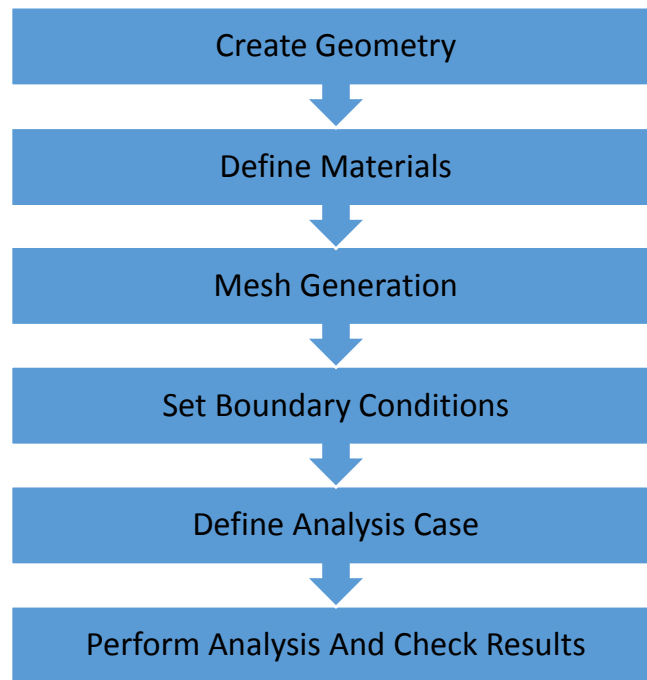 Create Geometry
Define Materials
Mesh Generation
Set Boundary Conditions
Define Analysis Case
Perform Analysis And Check Results